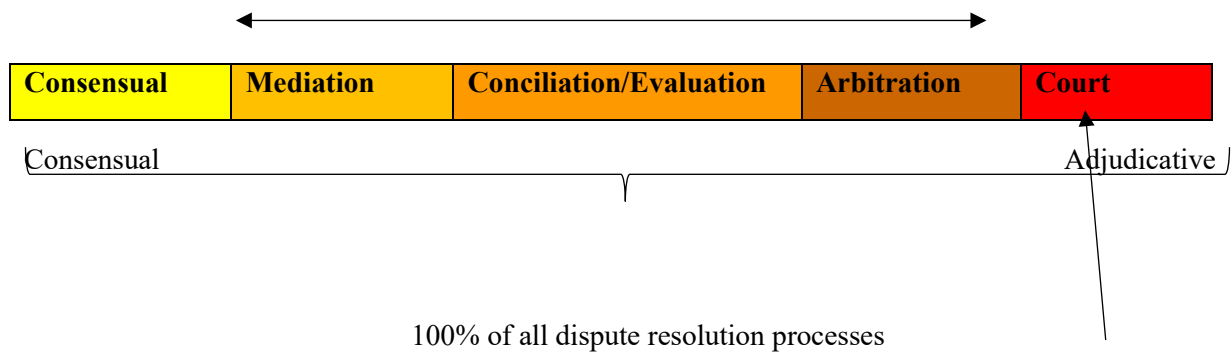 Consensual Mediation Conciliation/Evaluation Arbitration Court
Consensual Adjudicative
100% of all dispute resolution processes